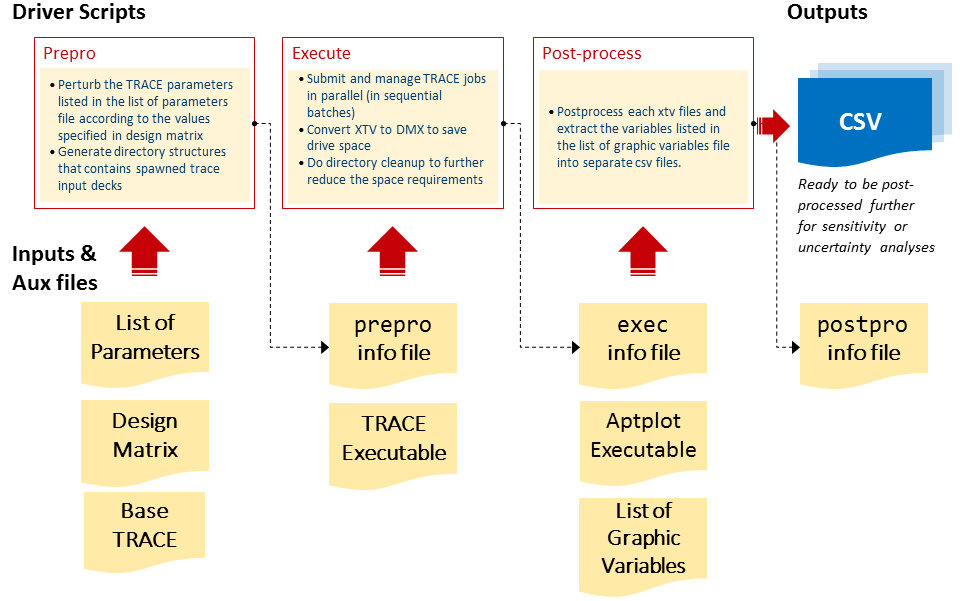 Driver Scripts
Outputs
Prepro
• Perturb the TRACE parameters
listed in the list of parameters
file according to the values
specified in design matrix
• Generate directory structures
that contains spawned trace
input decks
Execute
• Submit and manage TRACE jobs
in parallel (in sequential
batches)
• Convert XTV to DMX to save
drive space
• Do directory cleanup to further
reduce the space requirements
Post-process
• Postprocess each xtv files and
extract the variables listed in
the list of graphic variables file
into separate csv files.
CSV
Ready to be post-
processed further
for sensitivity or
uncertainty analyses
Inputs &
Aux files
List of
Parameters
Design
Matrix
Base
TRACE
prepro
info file
TRACE
Executable
exec
info file
Aptplot
Executable
List of
Graphic
Variables
postpro
info file